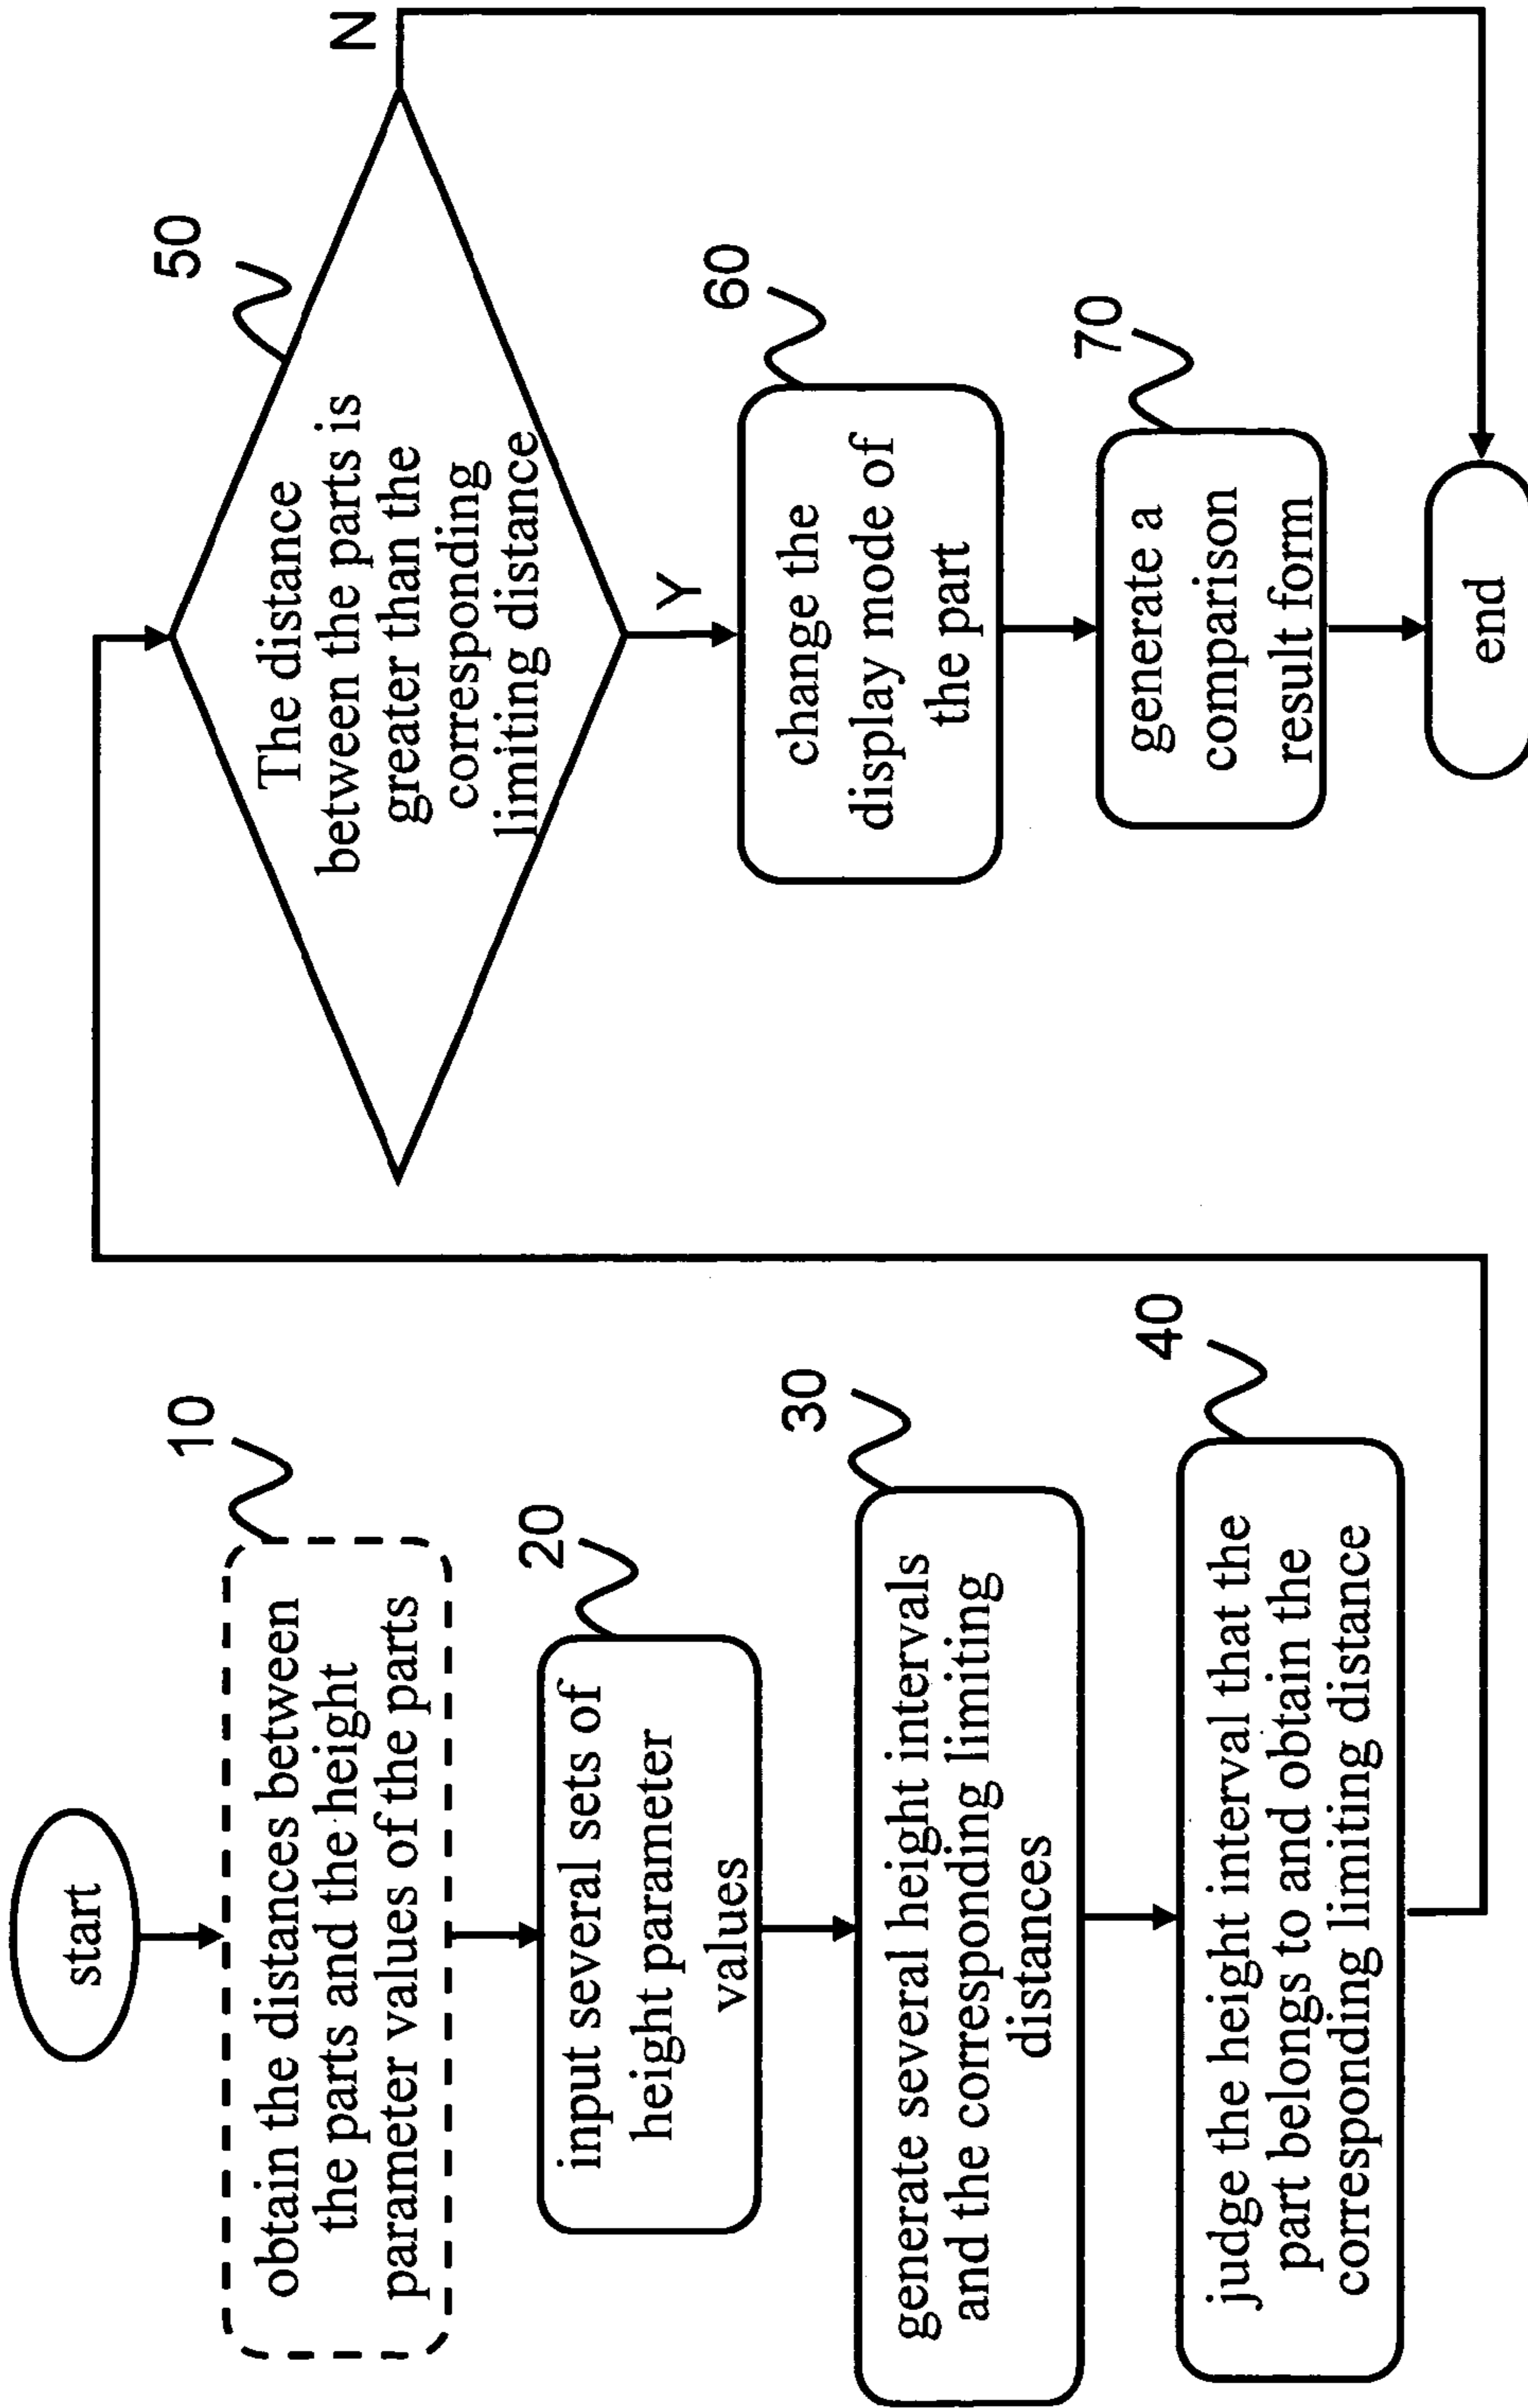 start
10
obtain the distances between
the parts and the height
parameter values of the parts
20
input several sets of
height parameter
values
30
generate several height intervals
and the corresponding limiting
distances
40
judge the height interval that the
part belongs to and obtain the
corresponding limiting distance
50
The distance
between the parts is
greater than the
corresponding
limiting distance
N
Y
60
change the
display mode of
the part
70
generate a
comparison
result form
end